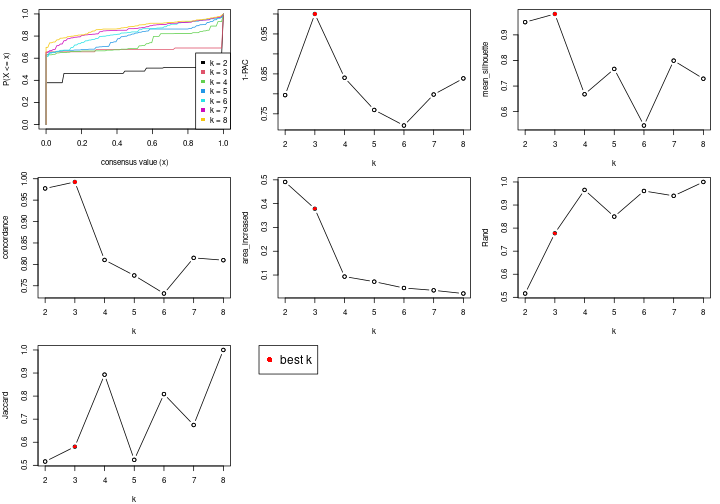 P(X <= x)
0.0 0.2 0.4 0.6 0.8 1.0
k = 2
k = 3
k = 4
k = 5
k = 6
k = 7
k = 8
0.0 0.2 0.4 0.6 0.8 1.0
consensus value (x)
1-PAC
0.75 0.85 0.95
2 3 4 5 6 7 8
k
mean_silhouette
0.6 0.7 0.8 0.9
2 3 4 5 6 7 8
k
concordance
0.75 0.80 0.85 0.90 0.95 1.00
2 3 4 5 6 7 8
k
area_increased
0.1 0.2 0.3 0.4 0.5
2 3 4 5 6 7 8
k
Rand
0.5 0.6 0.7 0.8 0.9 1.0
2 3 4 5 6 7 8
k
Jaccard
0.5 0.6 0.7 0.8 0.9 1.0
2 3 4 5 6 7 8
k
best k